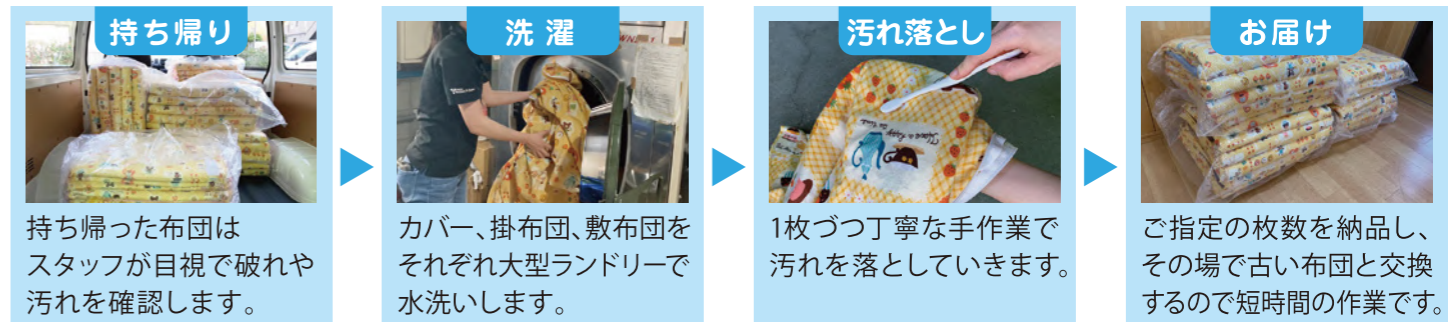 持ち帰り
持ち帰った布団は
スタッフが目視で破れや
汚れを確認します。
洗濯
カバー、掛布団、敷布団を
それぞれ大型ランドリーで
水洗いします。
汚れ落とし
1枚づつ丁寧な手作業で
汚れを落としていきます。
お届け
ご指定の枚数を納品し、
その場で古い布団と交換
するので短時間の作業です。